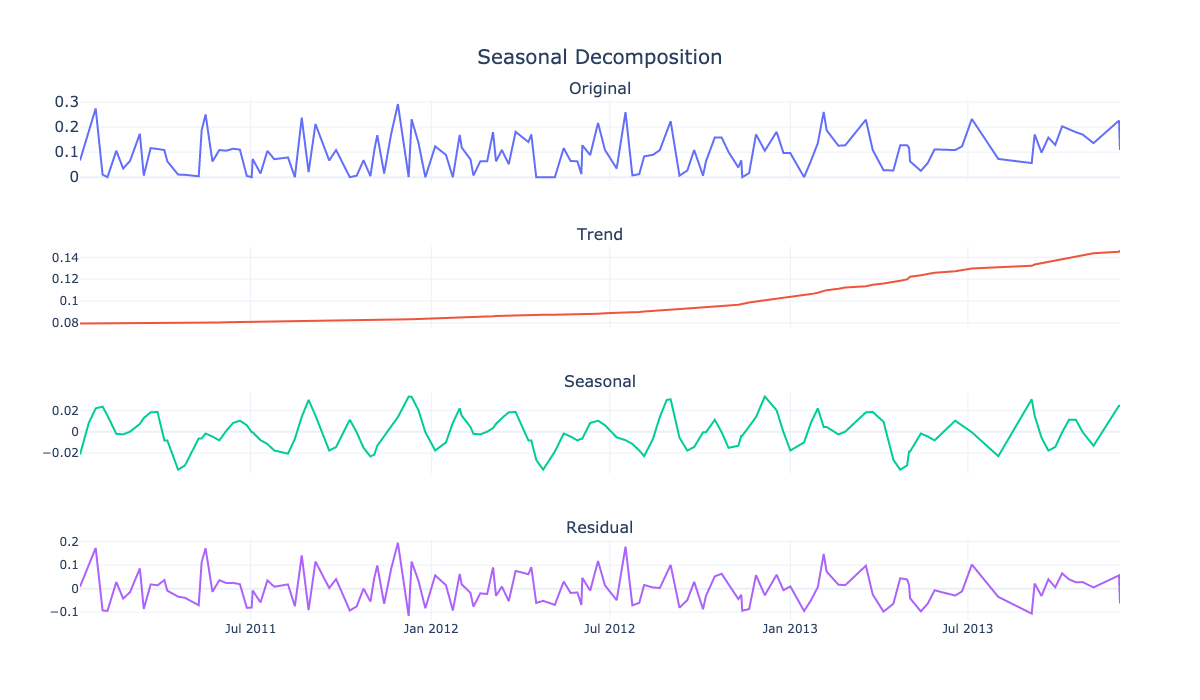 Seasonal Decomposition
Original
0.3
0.2
0.1
0
Trend
0.14
0.12
0.1
0.08
Seasonal
0.02
0
−0.02
Residual
0.2
0.1
0
−0.1
Jul 2011 Jan 2012 Jul 2012 Jan 2013 Jul 2013